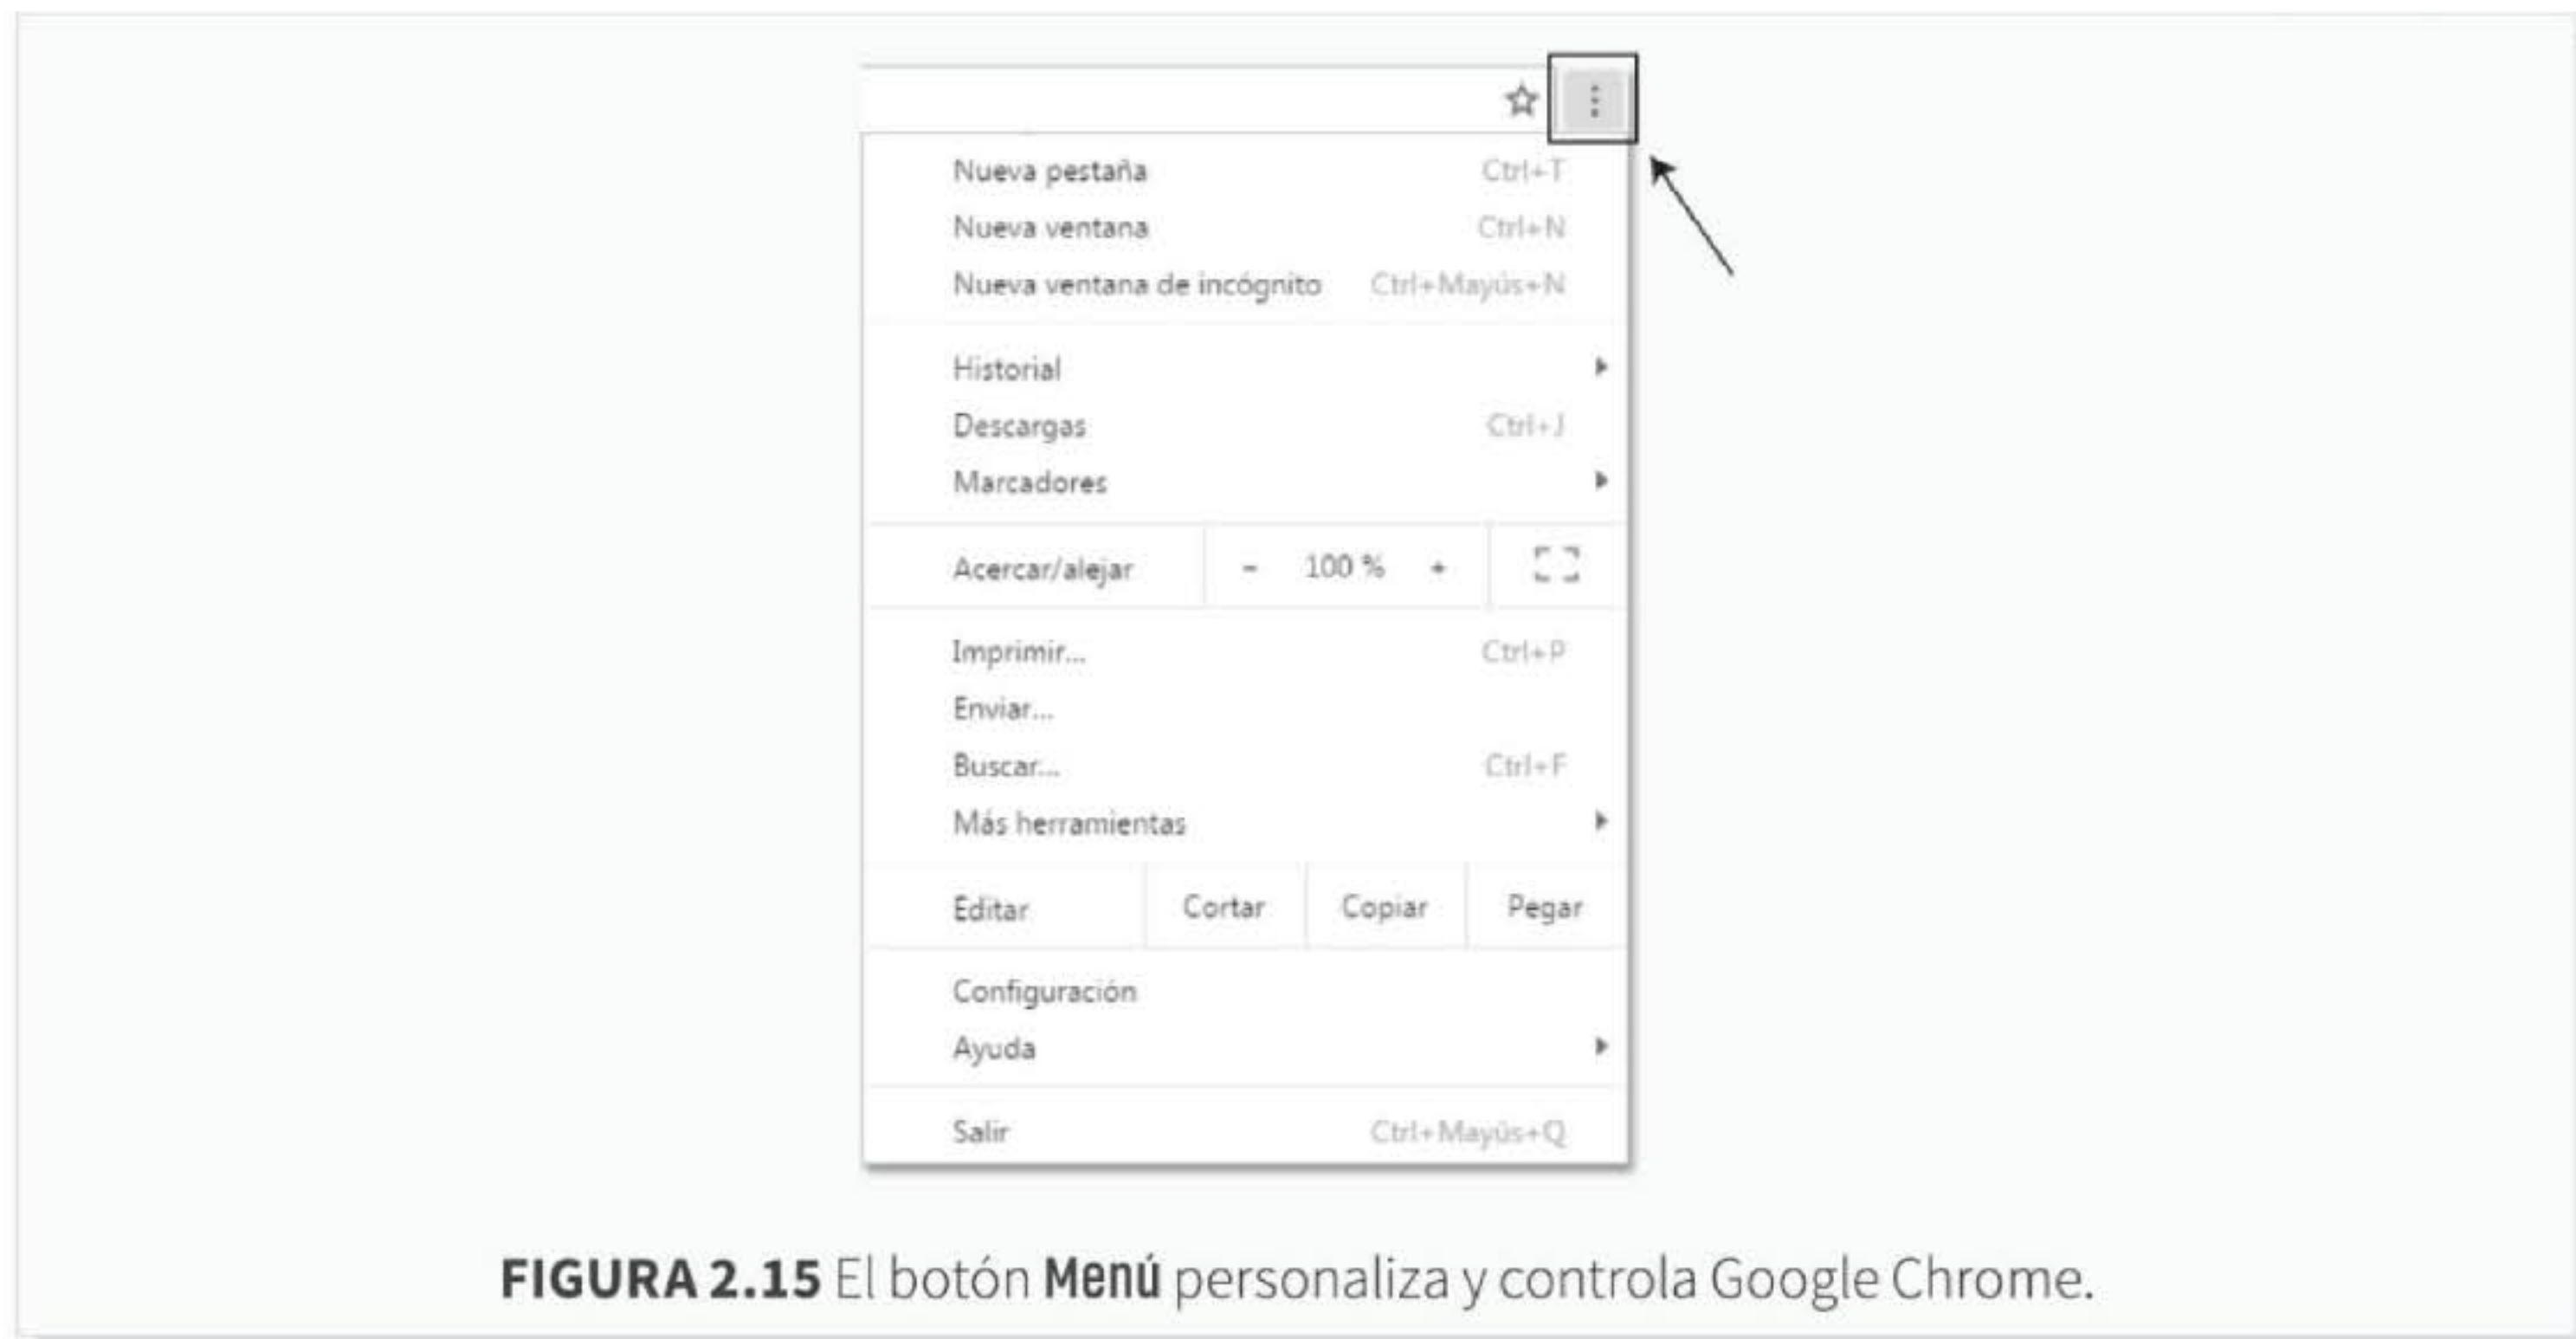 Nueva pestaña Ctrl+T
Nueva ventana Ctrl+N
Nueva ventana de incógnito Ctrl+Mayús+N
Historial
Descargas Ctrl+J
Marcadores
Acercar/alejar - 100 % +
Imprimir... Ctrl+P
Enviar...
Buscar... Ctrl+F
Más herramientas
Editar Cortar Copiar Pegar
Configuración
Ayuda
Salir Ctrl+Mayús+Q
FIGURA 2.15 El botón Menú personaliza y controla Google Chrome.